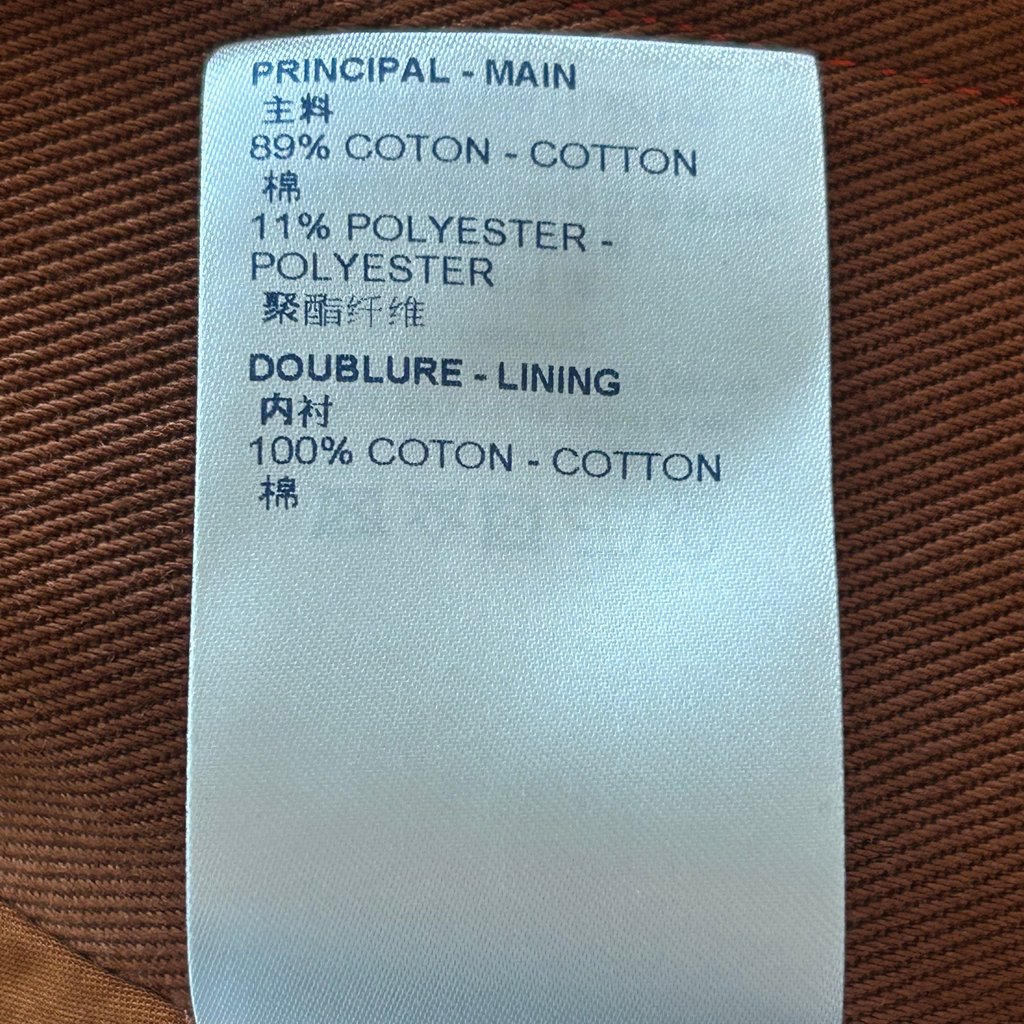 PRINCIPAL - MAIN
主料
89% COTON - COTTON
棉
11% POLYESTER -
POLYESTER
聚酯纤维
DOUBLURE - LINING
内衬
100% COTON - COTTON
棉